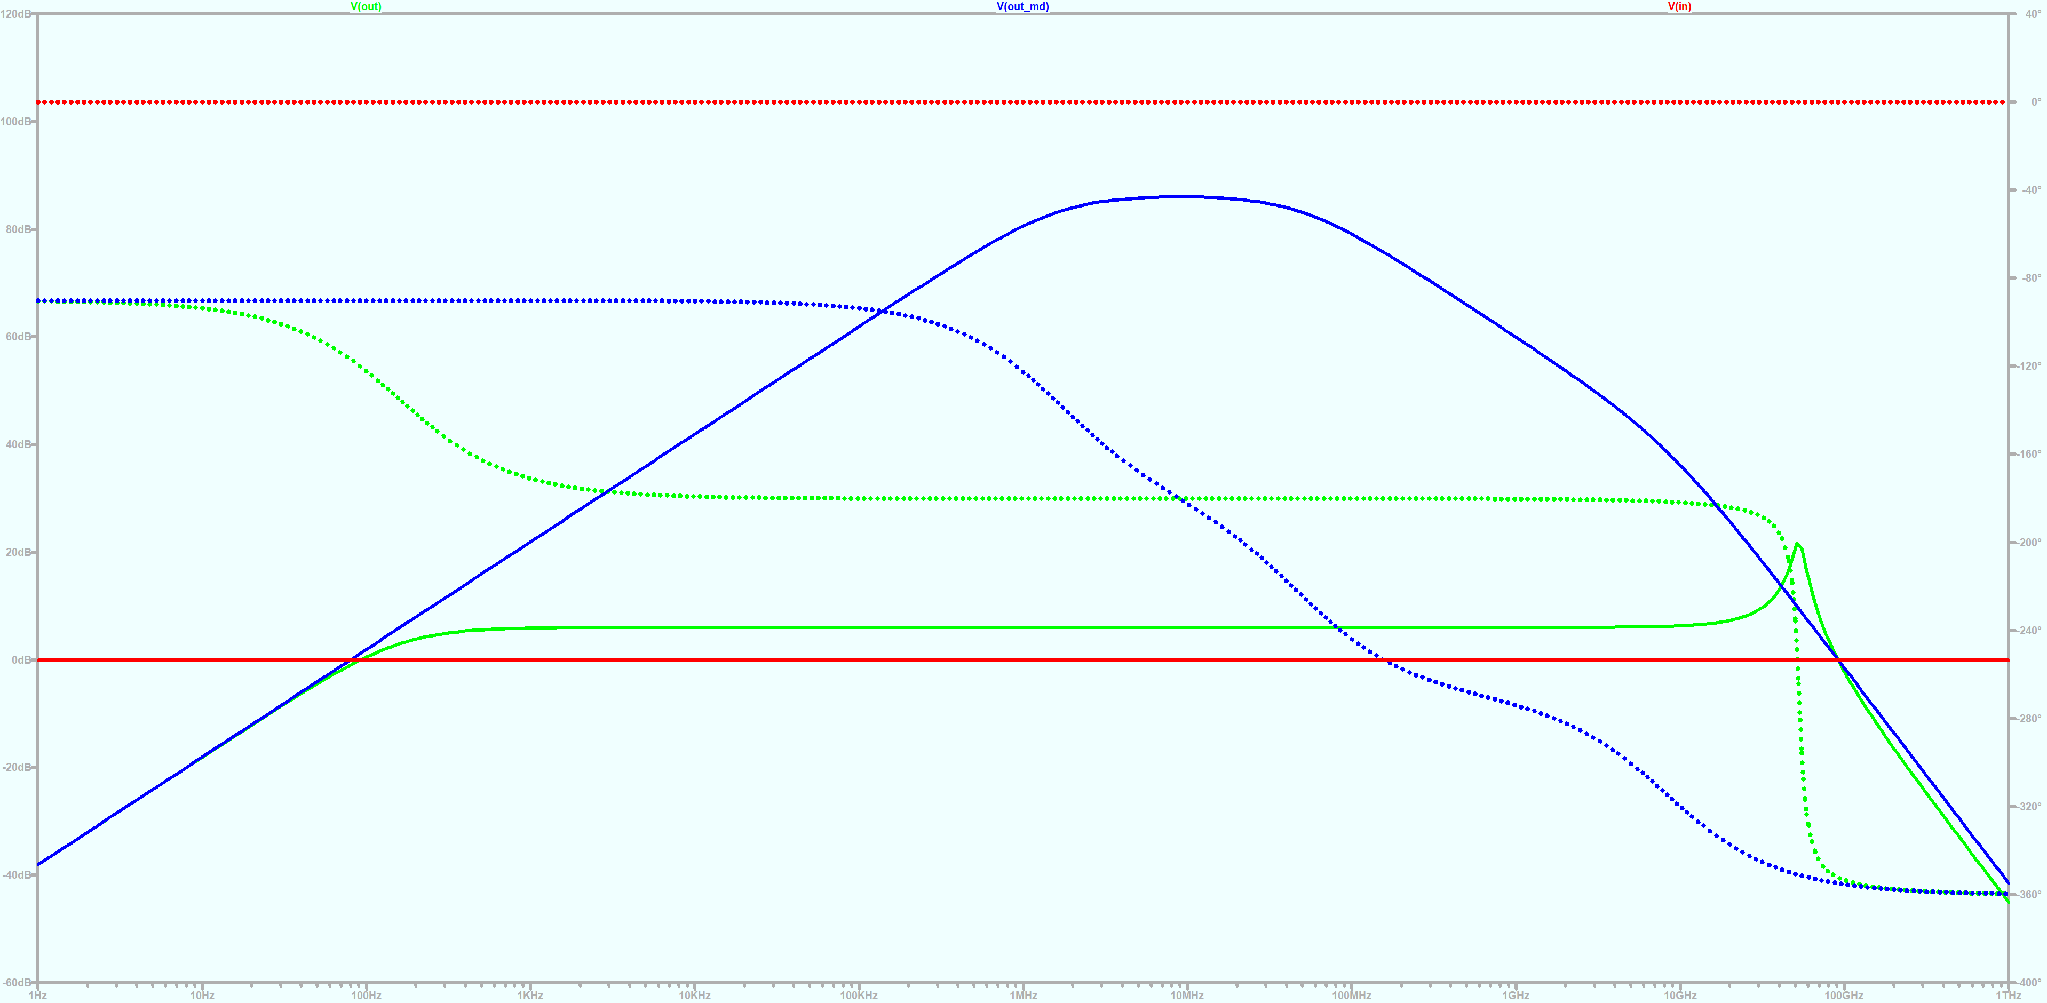 V(out) V(out_md) V(in)
120dB 40°
0°
100dB
-40°
80dB
-80°
60dB
-120°
40dB
-160°
20dB
-200°
-240°
0dB
-280°
-20dB
-320°
-40dB
-360°
-60dB -400°
1Hz 10Hz 100Hz 1KHz 10KHz 100KHz 1MHz 10MHz 100MHz 1GHz 10GHz 100GHz 1THz